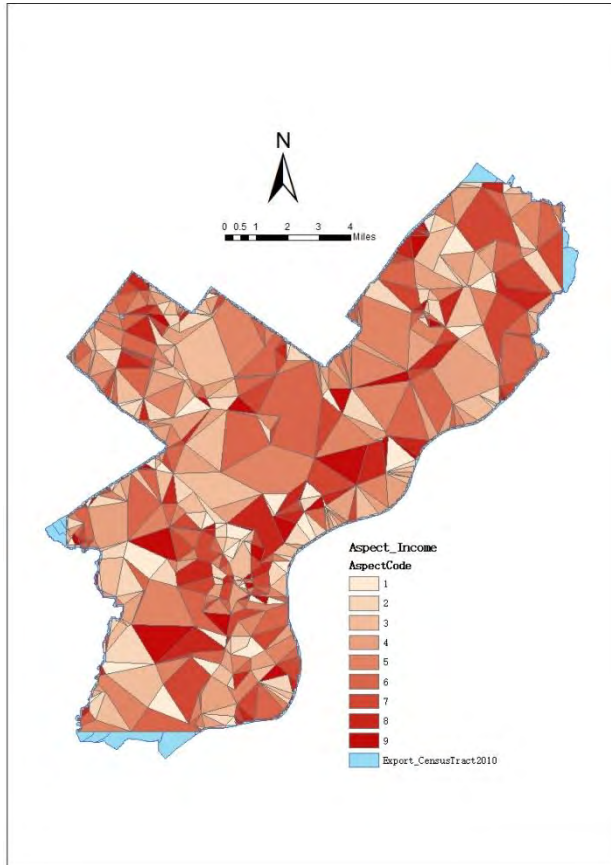 N
0 0.5 1 2 3 4
Miles
Aspect_Income
AspectCode
1
2
3
4
5
6
7
8
9
Export_CensusTract2010